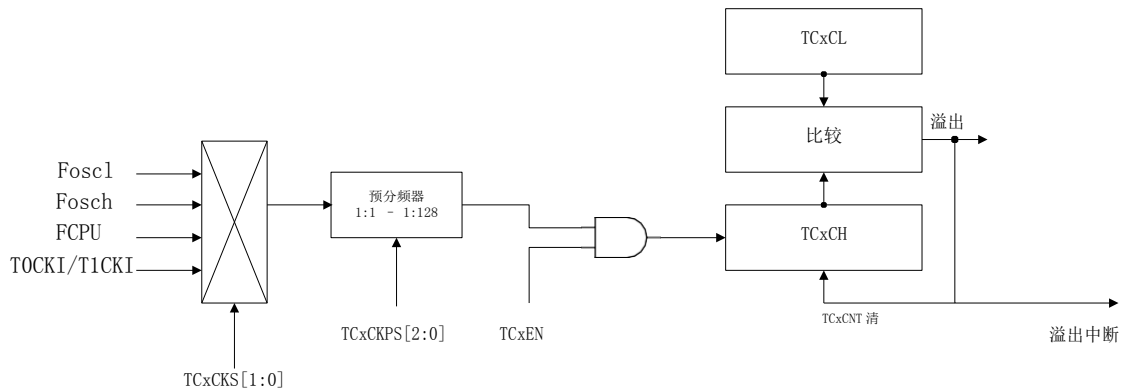 TCxCL
比较
溢出
Foscl
Fosch
FCPU
T0CKI/T1CKI
预分频器
1:1 - 1:128
TCxCH
TCxCKPS[2:0]
TCxEN
TCxCNT 清
溢出中断
TCxCKS[1:0]